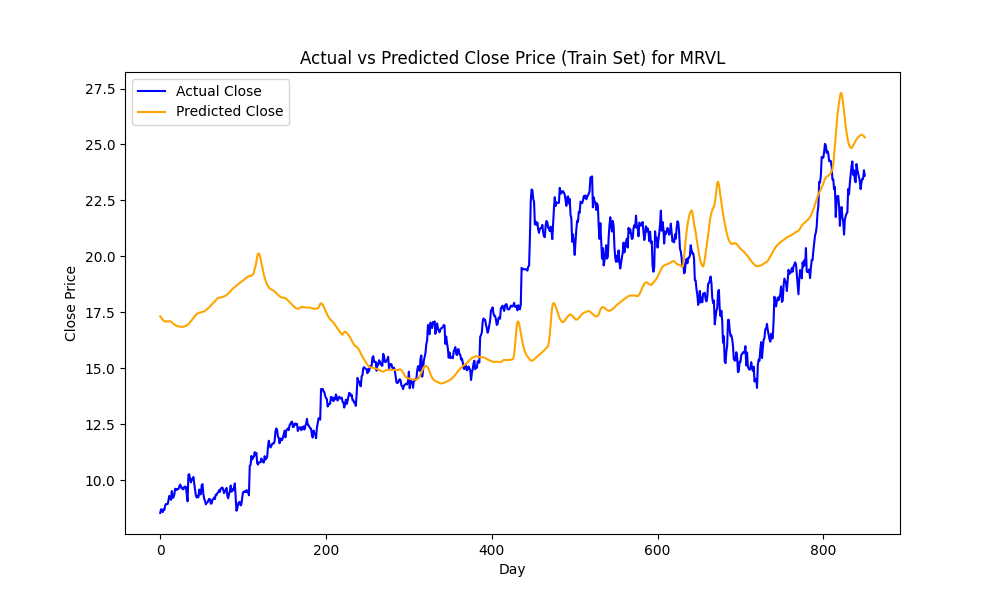 Actual vs Predicted Close Price (Train Set) for MRVL
Actual Close
Predicted Close
27.5
25.0
22.5
20.0
17.5
15.0
12.5
10.0
Close Price
0 200 400 600 800
Day